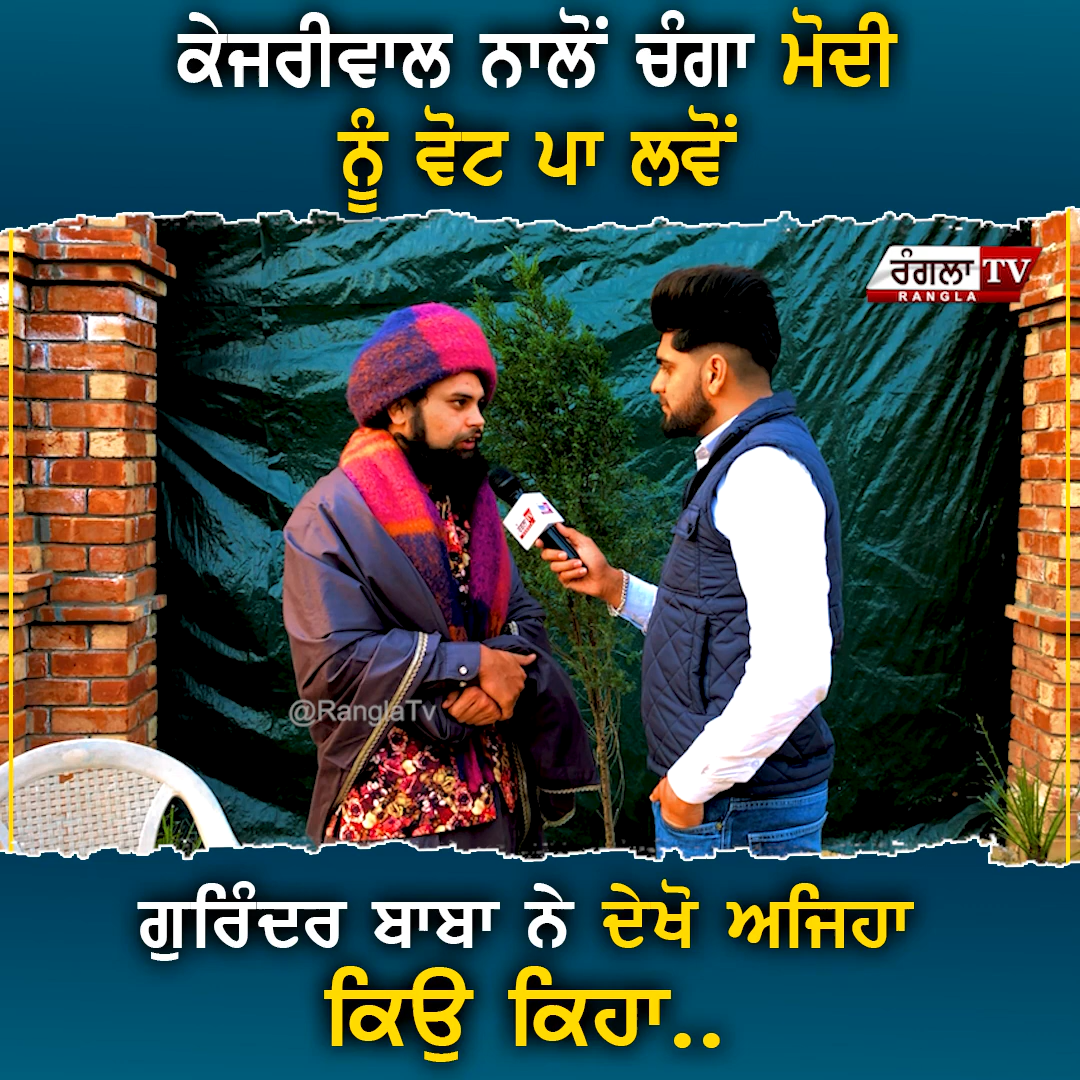 ਕੇਜਰੀਵਾਲ ਨਾਲੋਂ ਚੰਗਾ ਮੋਦੀ
ਨੂੰ ਵੋਟ ਪਾ ਲਵੋਂ
ਰੰਗਲਾ TV
RANGLA
@RanglaTv
ਗੁਰਿੰਦਰ ਬਾਬਾ ਨੇ ਦੇਖੋ ਅਜਿਹਾ
ਕਿਉ ਕਿਹਾ..